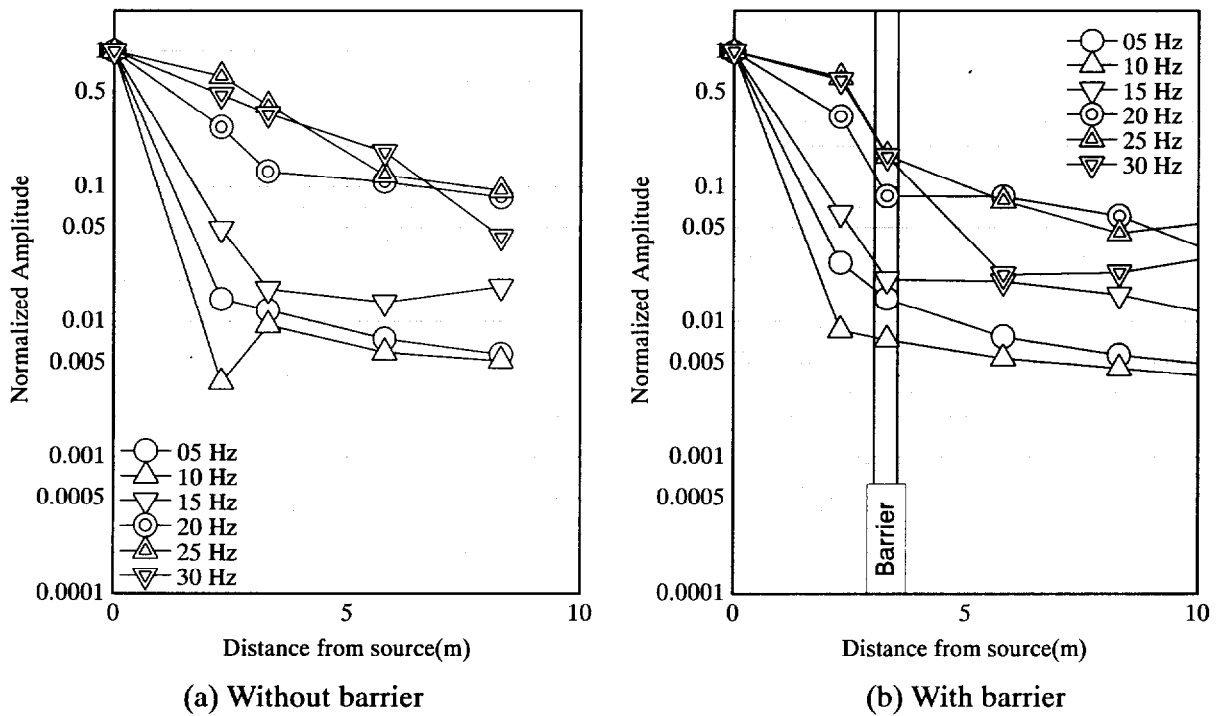 Normalized Amplitude
1
0.5
0.1
0.05
0.01
0.005
0.001
0.0005
0.0001
05 Hz
10 Hz
15 Hz
20 Hz
25 Hz
30 Hz
0
5
10
Distance from source(m)
(a) Without barrier
Normalized Amplitude
1
0.5
0.1
0.05
0.01
0.005
0.001
0.0005
0.0001
05 Hz
10 Hz
15 Hz
20 Hz
25 Hz
30 Hz
Barrier
0
5
10
Distance from source(m)
(b) With barrier